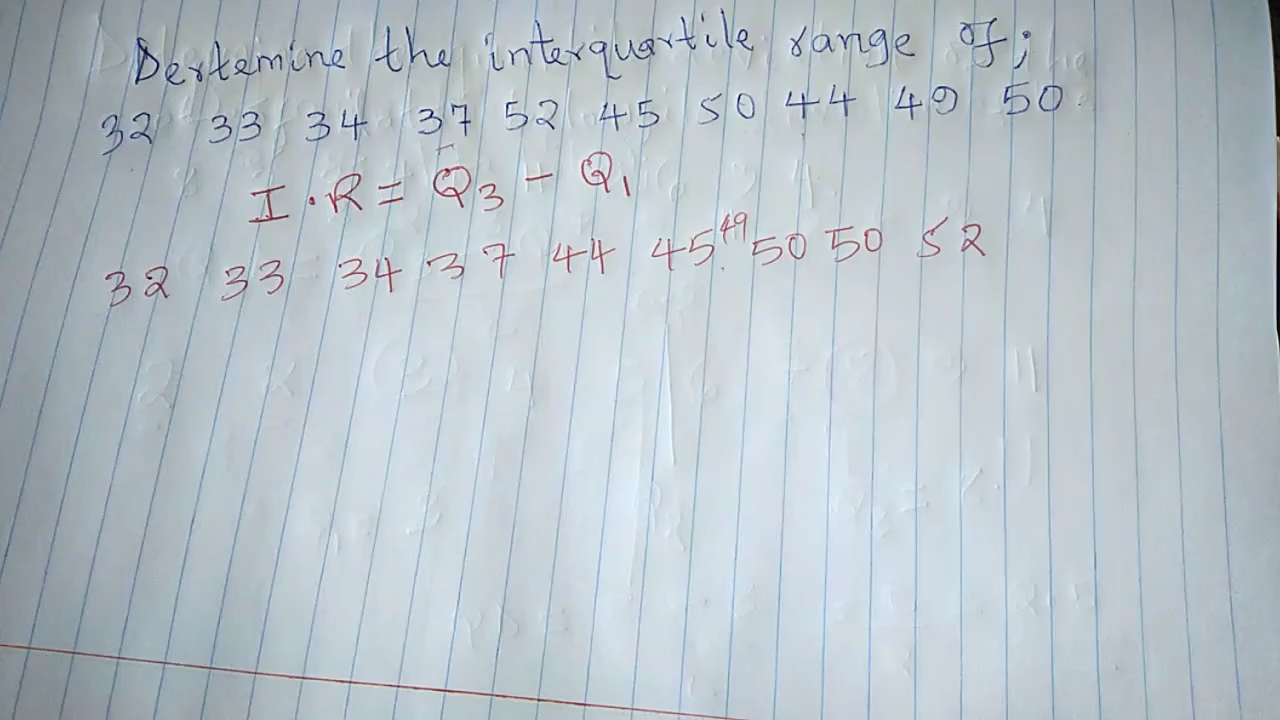 Dertemine the interquartile range of;
32 33 34 37 52 45 50 44 49 50
I.R = Q3 - Q1
32 33 34 37 44 45 49 50 50 52